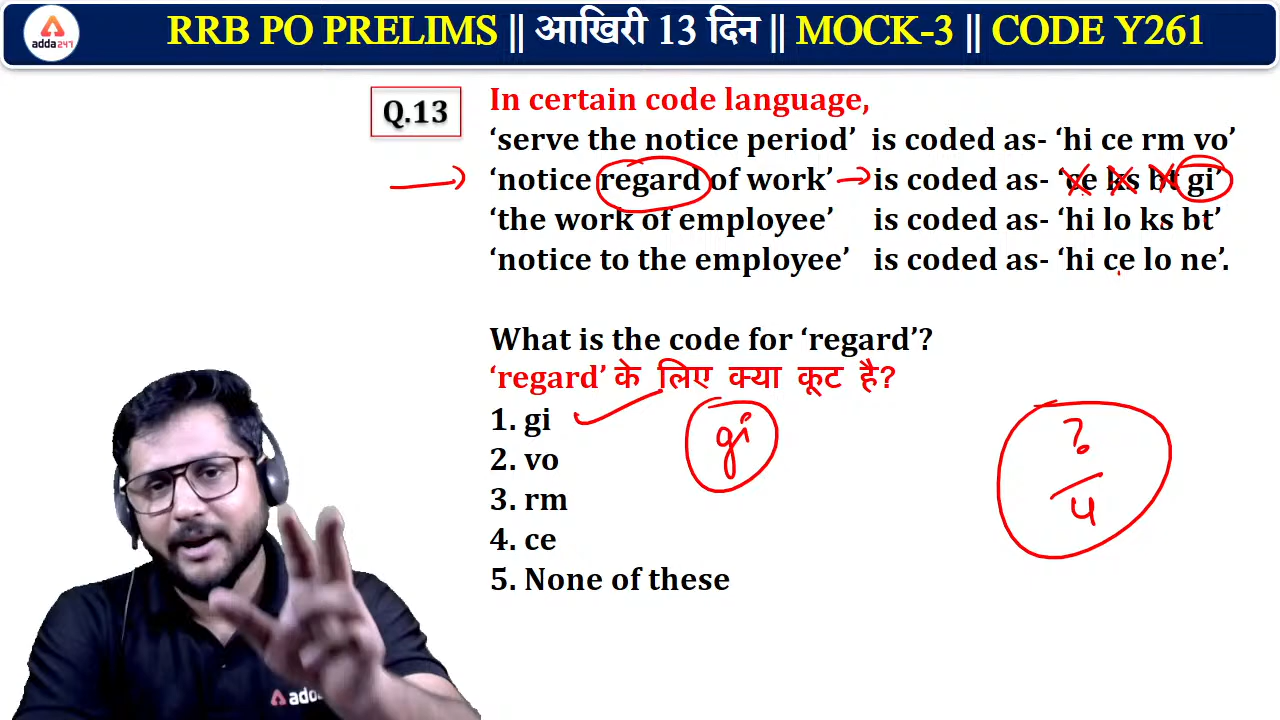 adda247
RRB PO PRELIMS || आखिरी 13 दिन || MOCK-3 || CODE Y261
Q.13
In certain code language,
‘serve the notice period’ is coded as- ‘hi ce rm vo’
‘notice regard of work’ is coded as- ‘ce ks bt gi’
‘the work of employee’ is coded as- ‘hi lo ks bt’
‘notice to the employee’ is coded as- ‘hi ce lo ne’.
What is the code for ‘regard’?
‘regard’ के लिए क्या कूट है?
1. gi
2. vo
3. rm
4. ce
5. None of these
gi
?
4